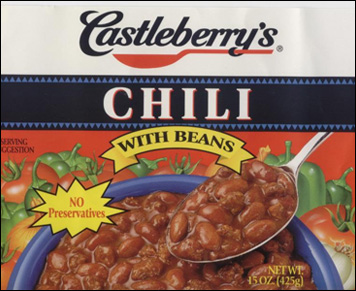 Castleberry's®
CHILI
WITH BEANS
SERVING
SUGGESTION
NO
Preservatives
NET WT.
15 OZ. (425g)